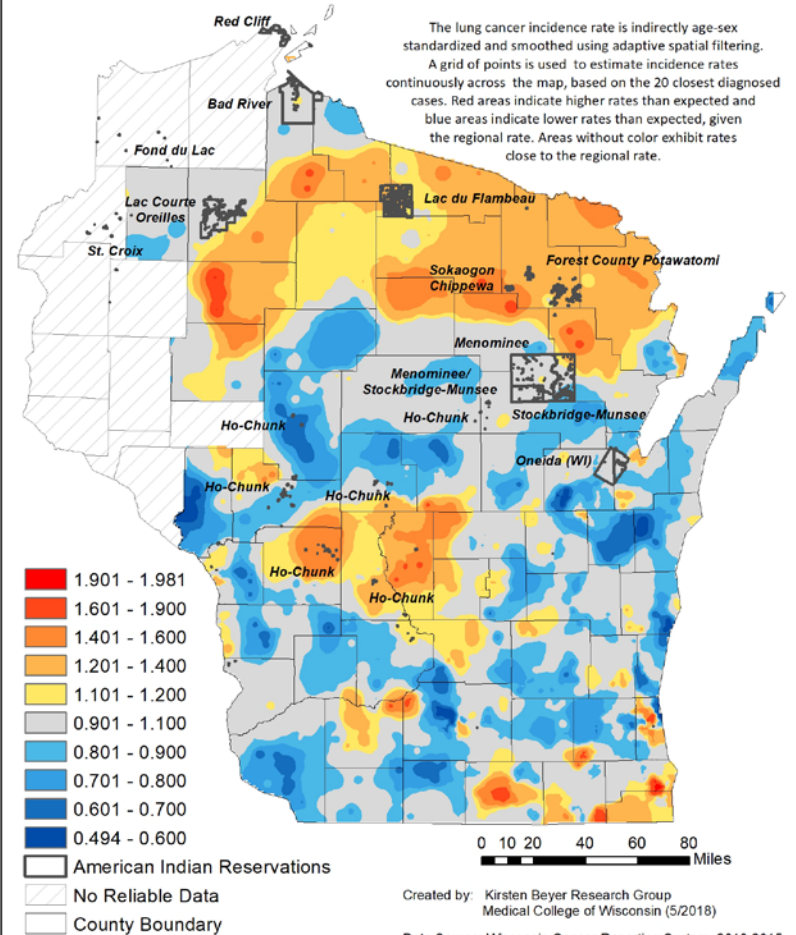 Red Cliff
The lung cancer incidence rate is indirectly age-sex
standardized and smoothed using adaptive spatial filtering.
A grid of points is used to estimate incidence rates
continuously across the map, based on the 20 closest diagnosed
cases. Red areas indicate higher rates than expected and
blue areas indicate lower rates than expected, given
the regional rate. Areas without color exhibit rates
close to the regional rate.
Bad River
Fond du Lac
Lac Courte
Oreilles
Lac du Flambeau
St. Croix
Forest County Potawatomi
Sokaogon
Chippewa
Menominee
Menominee/
Stockbridge-Munsee
Ho-Chunk
Stockbridge-Munsee
Ho-Chunk
Oneida (WI)
Ho-Chunk
Ho-Chunk
Ho-Chunk
Ho-Chunk
1.901 - 1.981
1.601 - 1.900
1.401 - 1.600
1.201 - 1.400
1.101 - 1.200
0.901 - 1.100
0.801 - 0.900
0.701 - 0.800
0.601 - 0.700
0.494 - 0.600
American Indian Reservations
No Reliable Data
County Boundary
0 10 20 40 60 80
Miles
Created by: Kirsten Beyer Research Group
Medical College of Wisconsin (5/2018)